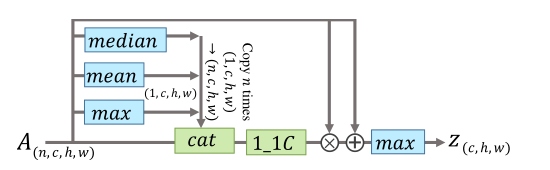 median
mean
max
(1,c,h,w)
Copy n times
(1,c,h,w)
→ (n,c,h,w)
A(n,c,h,w)
cat
1_1C
max
z(c,h,w)